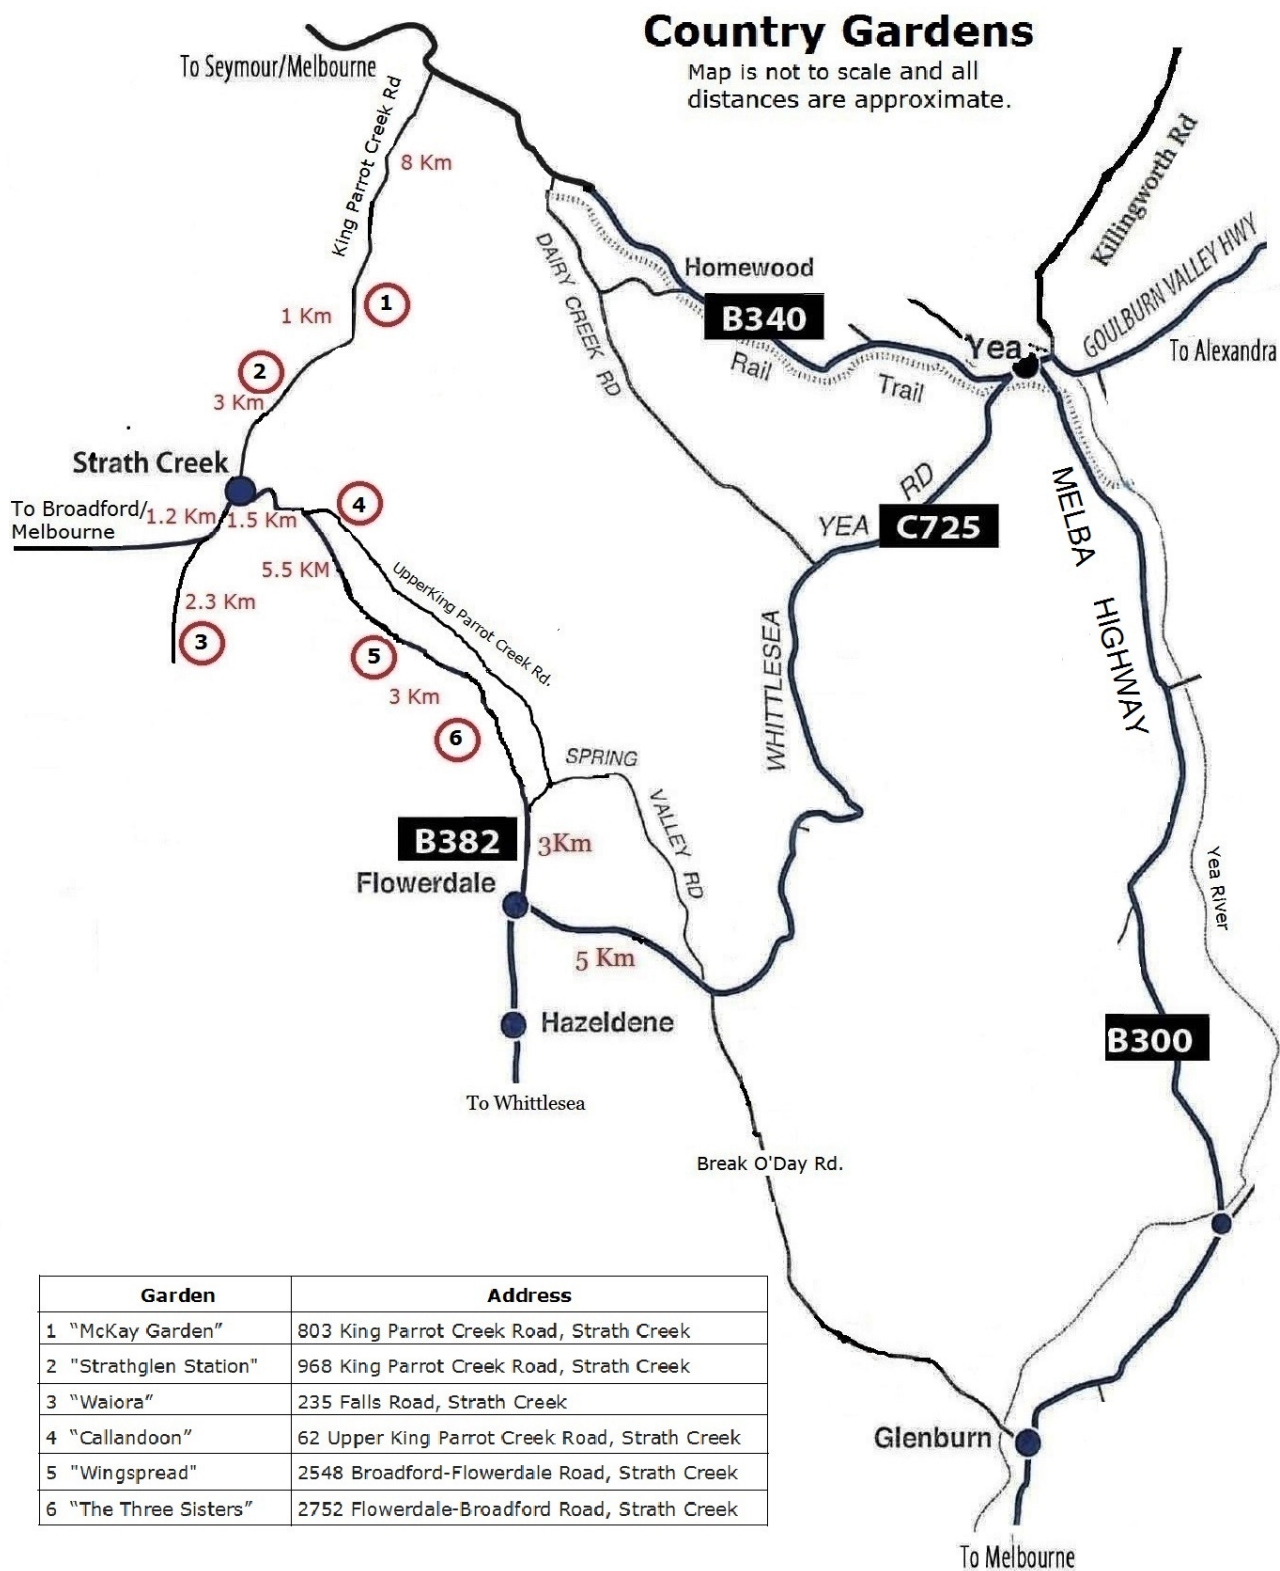 Country Gardens
Map is not to scale and all
distances are approximate.
To Seymour/Melbourne
King Parrot Creek Rd
8 Km
Killingworth Rd
GOULBURN VALLEY HWY
To Alexandra
DAIRY CREEK RD
Homewood
B340
Rail Trail
Yea
1
1 Km
2
3 Km
Strath Creek
To Broadford/
Melbourne
1.2 Km
1.5 Km
4
5.5 KM
UpperKing Parrot Creek Rd.
2.3 Km
3
5
3 Km
6
YEA RD
C725
WHITTLESEA
MELBA HIGHWAY
SPRING VALLEY RD
B382
3Km
Flowerdale
5 Km
Yea River
Hazeldene
B300
To Whittlesea
Break O'Day Rd.
Garden Address
1 “McKay Garden” 803 King Parrot Creek Road, Strath Creek
2 "Strathglen Station" 968 King Parrot Creek Road, Strath Creek
3 “Waiora” 235 Falls Road, Strath Creek
4 “Callandoon” 62 Upper King Parrot Creek Road, Strath Creek
5 "Wingspread" 2548 Broadford-Flowerdale Road, Strath Creek
6 “The Three Sisters” 2752 Flowerdale-Broadford Road, Strath Creek
Glenburn
To Melbourne